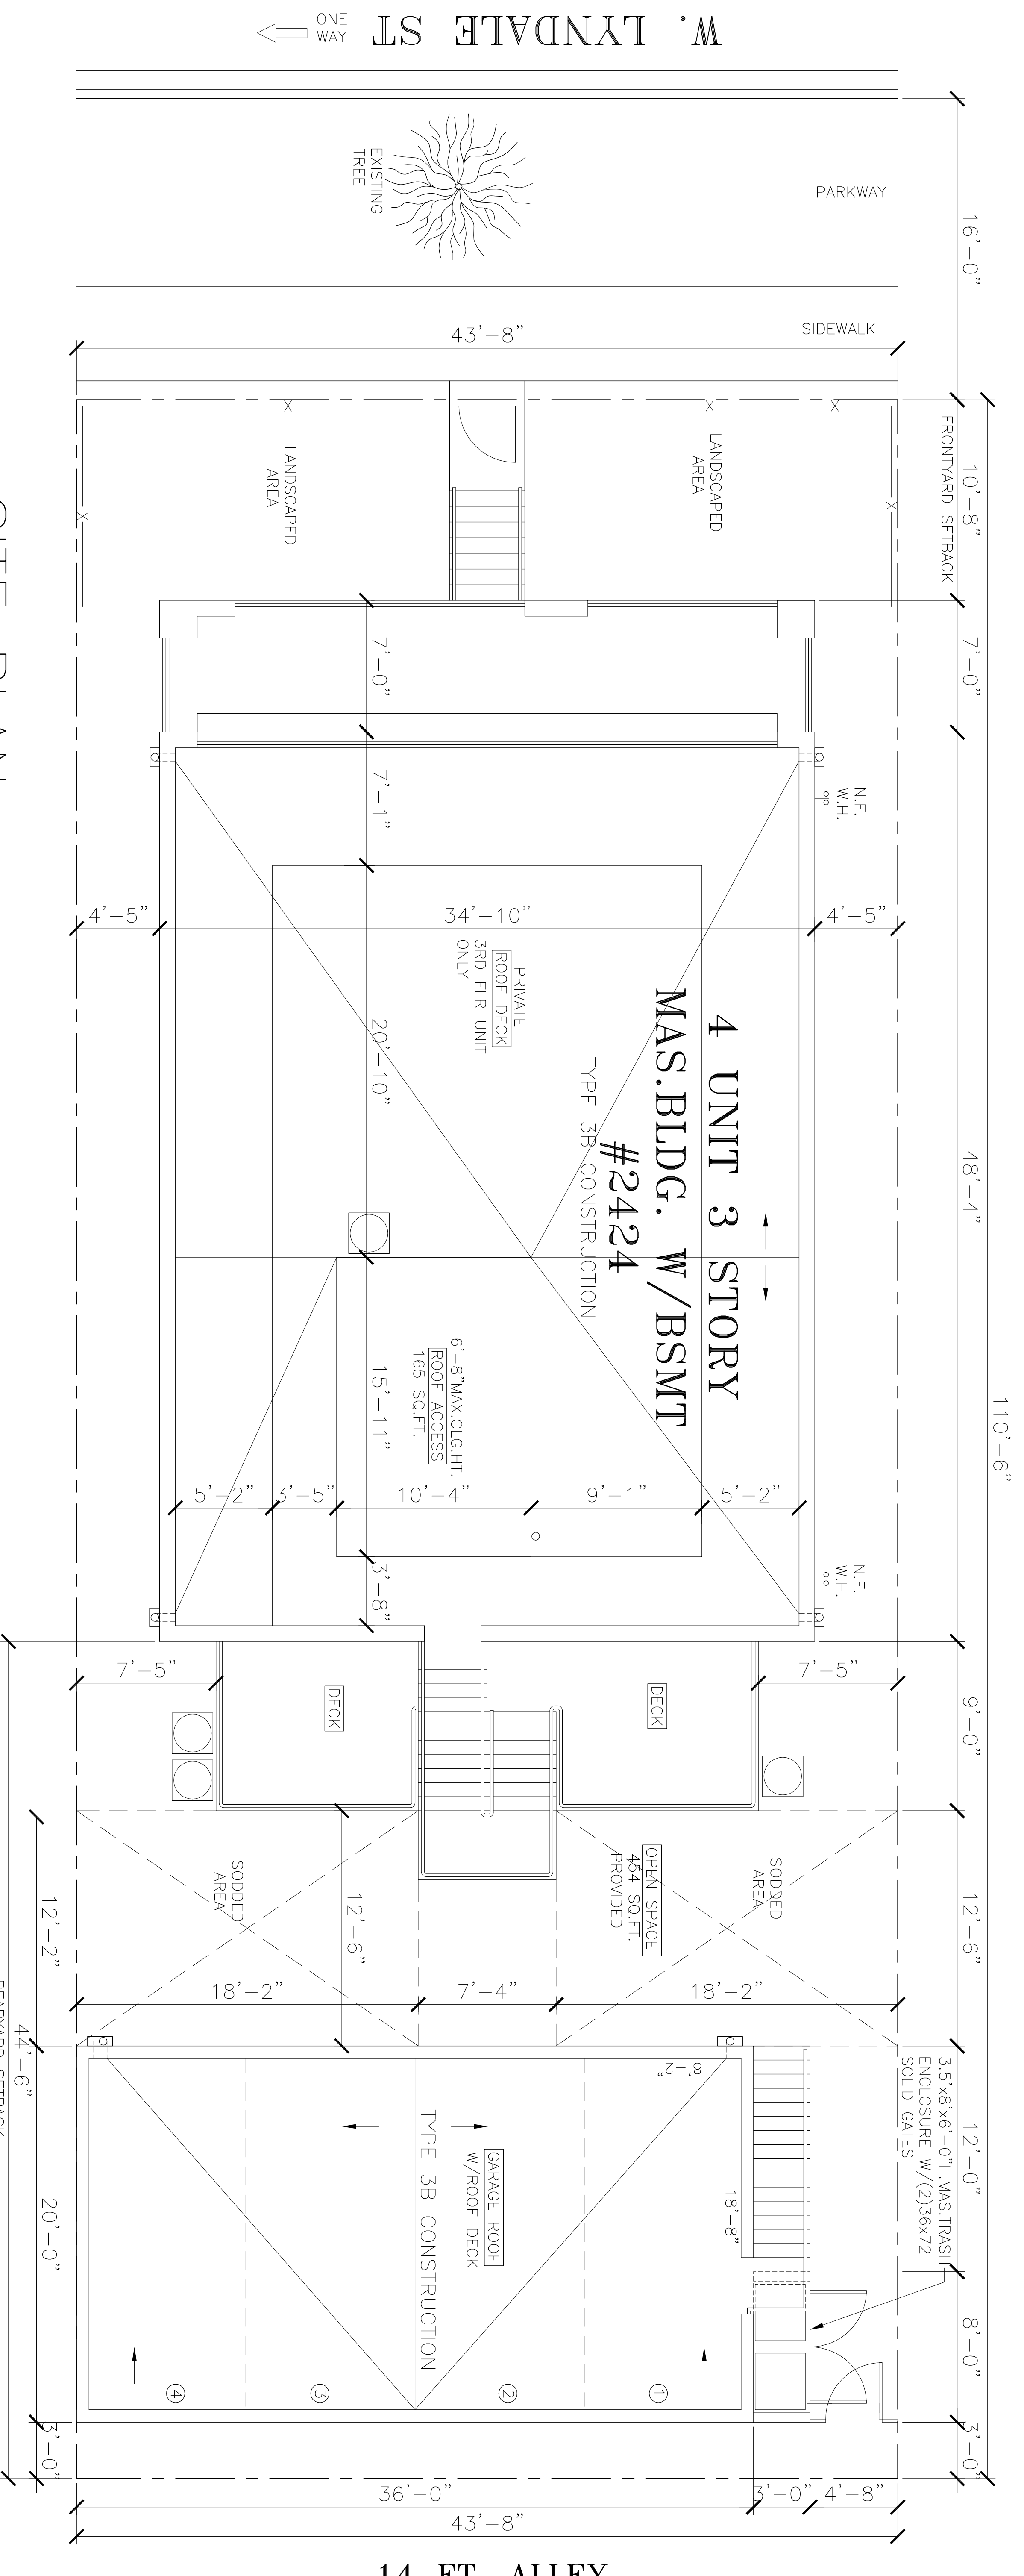 W. LYNDALE ST
ONE
WAY
EXISTING
TREE
PARKWAY
16'-0"
SIDEWALK
43'-8"
LANDSCAPED
AREA
LANDSCAPED
AREA
FRONTYARD SETBACK
10'-8"
7'-0"
7'-0"
7'-1"
N.F.
W.H.
4'-5"
34'-10"
4'-5"
PRIVATE
ROOF DECK
3RD FLR UNIT
ONLY
20'-10"
4 UNIT 3 STORY
MAS.BLDG. W/BSMT
#2424
TYPE 3B CONSTRUCTION
48'-4"
110'-6"
6'-8"MAX.CLG.HT.
ROOF ACCESS
165 SQ.FT.
15'-11"
5'-2"
3'-5"
10'-4"
9'-1"
5'-2"
3'-8"
N.F.
W.H.
7'-5"
7'-5"
DECK
DECK
9'-0"
SODDED
AREA
OPEN SPACE
454 SQ.FT.
PROVIDED
SODDED
AREA
12'-2"
12'-6"
12'-6"
18'-2"
7'-4"
18'-2"
44'-6"
REARYARD SETBACK
3.5'x8'x6'-0"H.MAS.TRASH
ENCLOSURE W/(2)36x72
SOLID GATES
8'-2"
18'-8"
12'-0"
GARAGE ROOF
W/ROOF DECK
TYPE 3B CONSTRUCTION
20'-0"
8'-0"
4
3
2
1
3'-0"
3'-0"
36'-0"
3'-0"
4'-8"
43'-8"
14 FT. ALLEY
SITE PLAN